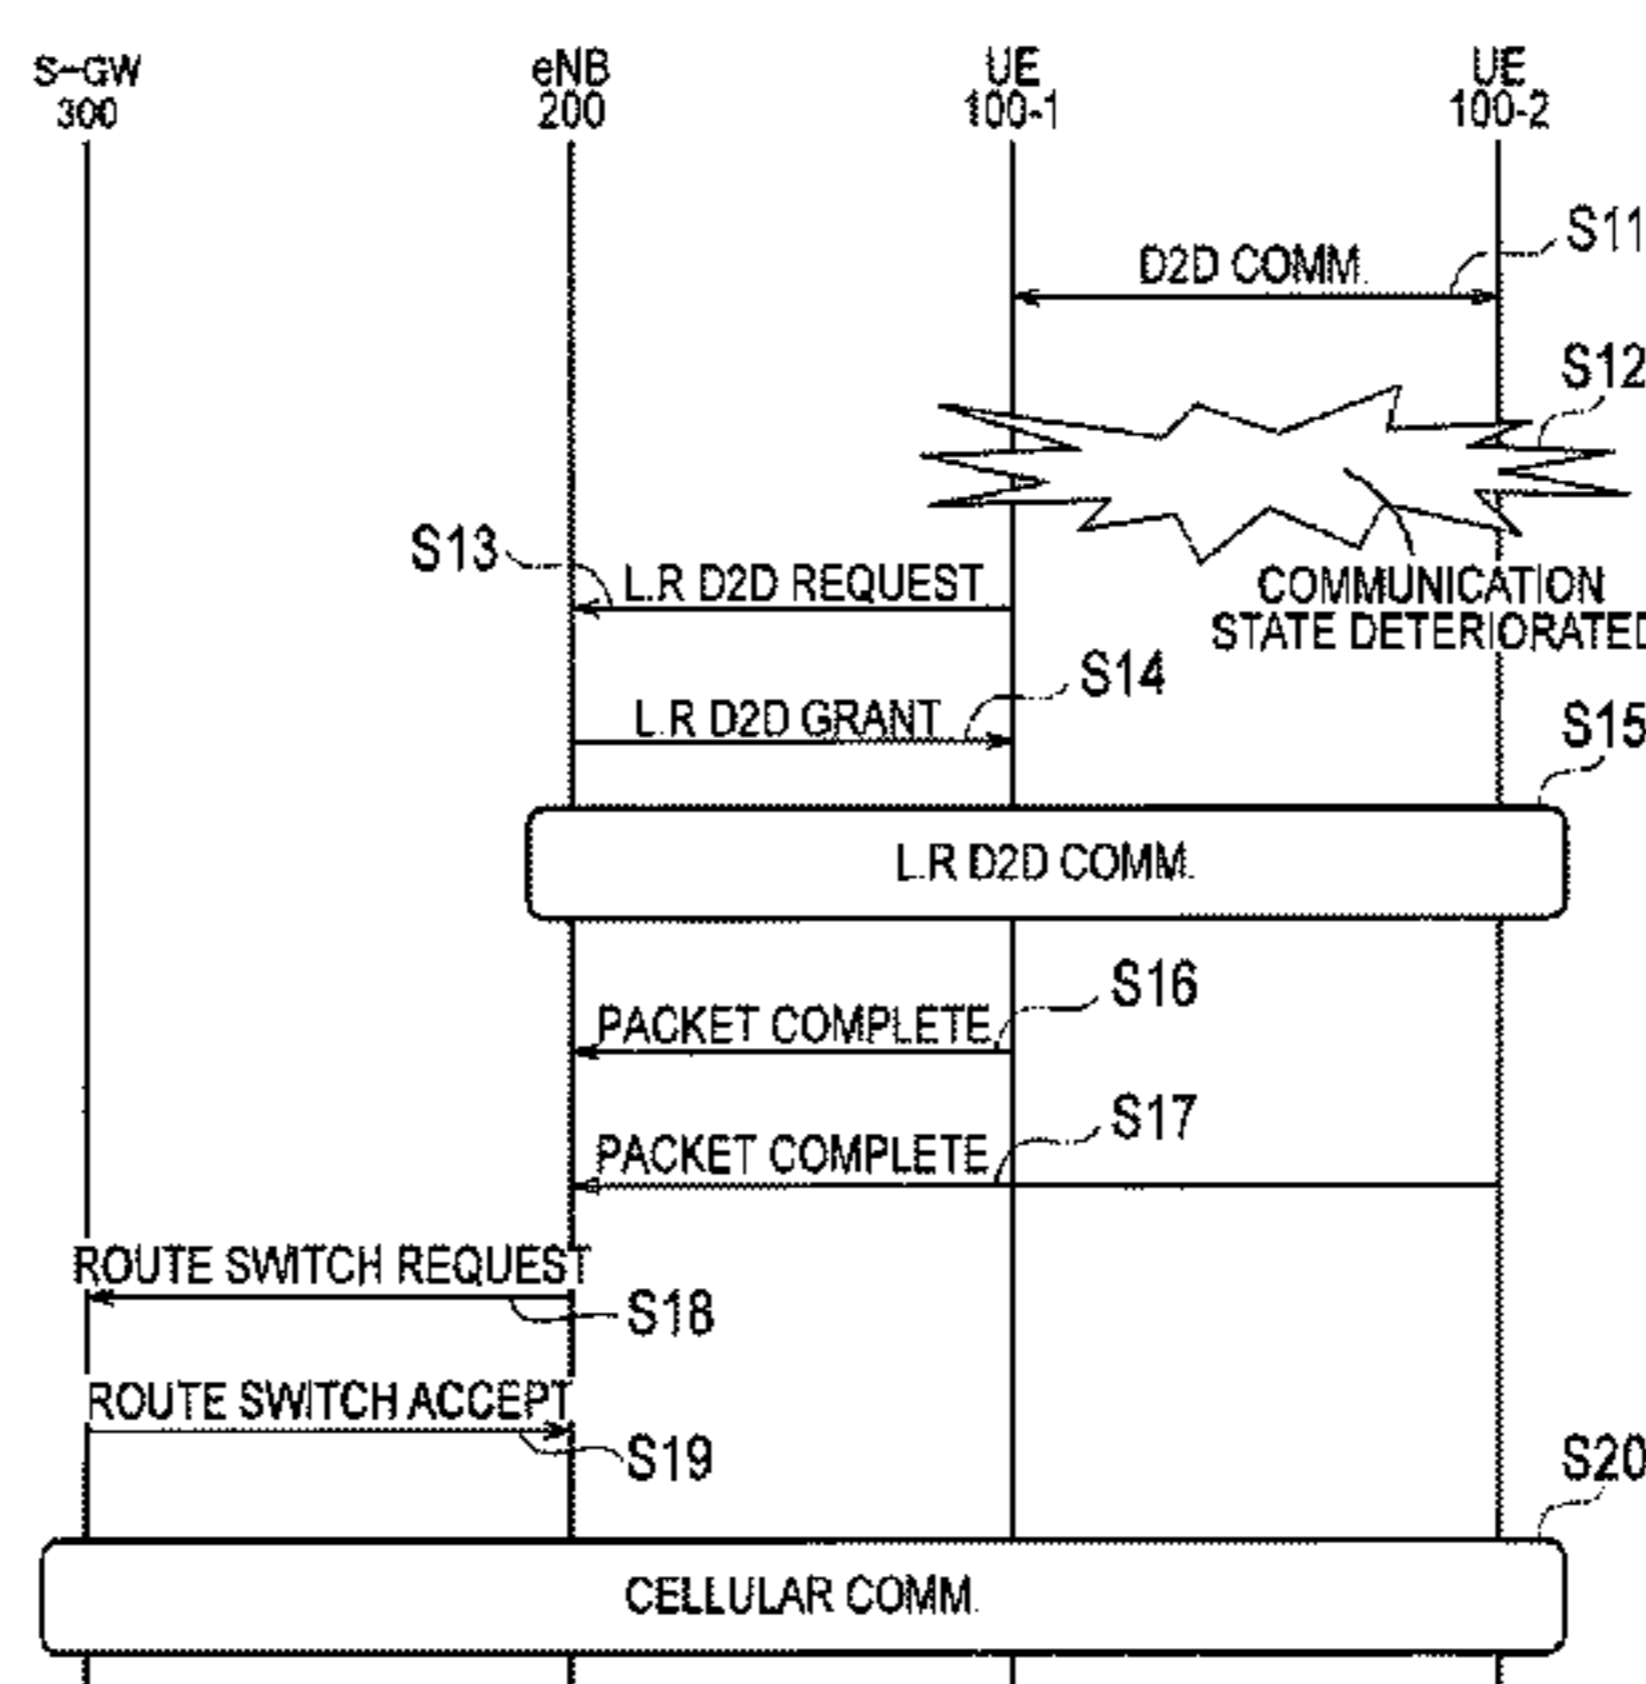 S-GW
300
eNB
200
UE
100-1
UE
100-2
D2D COMM.
S11
S12
COMMUNICATION
STATE DETERIORATED
S13
L.R D2D REQUEST
S14
L.R D2D GRANT
S15
L.R D2D COMM.
S16
PACKET COMPLETE
S17
PACKET COMPLETE
ROUTE SWITCH REQUEST
S18
ROUTE SWITCH ACCEPT
S19
S20
CELLULAR COMM.